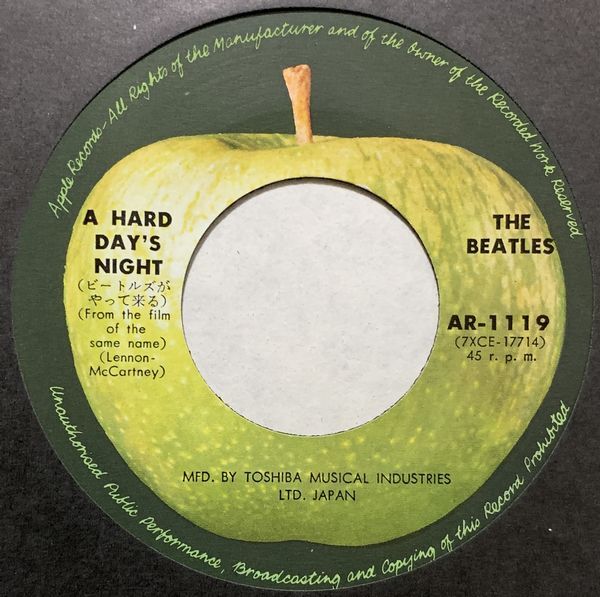 Apple Records-All Rights of the Manufacturer and of the Owner of the Recorded Work Reserved
A HARD
DAY'S
NIGHT
(ビートルズが
やって来る)
(From the film
of the
same name)
(Lennon-
McCartney)
THE
BEATLES
AR-1119
(7XCE-17714)
45 r. p. m.
MFD. BY TOSHIBA MUSICAL INDUSTRIES
LTD. JAPAN
Unauthorised Public Performance, Broadcasting and Copying of this Record Prohibited